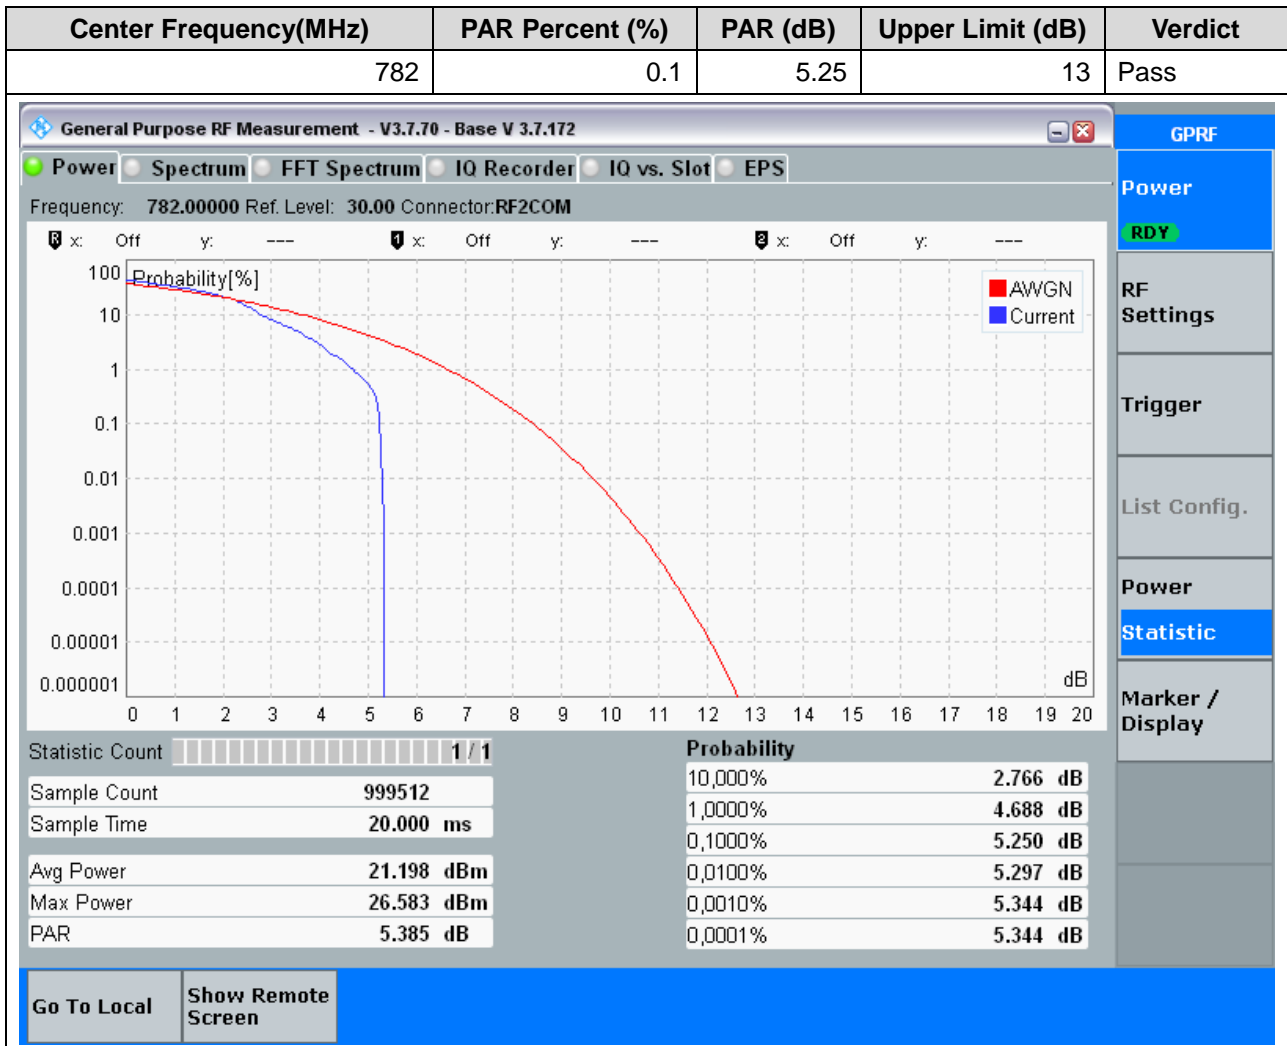 Center Frequency(MHz) PAR Percent (%) PAR (dB) Upper Limit (dB) Verdict
782 0.1 5.25 13 Pass
General Purpose RF Measurement - V3.7.70 - Base V 3.7.172
GPRF
Power Spectrum FFT Spectrum IQ Recorder IQ vs. Slot EPS
Power
RDY
Frequency: 782.00000 Ref. Level: 30.00 Connector:RF2COM
R x: Off y: --- 1 x: Off y: --- 2 x: Off y: ---
Probability[%]
AWGN
Current
100
10
1
0.1
0.01
0.001
0.0001
0.00001
0.000001
dB
0 1 2 3 4 5 6 7 8 9 10 11 12 13 14 15 16 17 18 19 20
RF
Settings
Trigger
List Config.
Power
Statistic
Marker /
Display
Statistic Count 1 / 1
Sample Count 999512
Sample Time 20.000 ms
Avg Power 21.198 dBm
Max Power 26.583 dBm
PAR 5.385 dB
Probability
10,000% 2.766 dB
1,0000% 4.688 dB
0,1000% 5.250 dB
0,0100% 5.297 dB
0,0010% 5.344 dB
0,0001% 5.344 dB
Go To Local
Show Remote
Screen